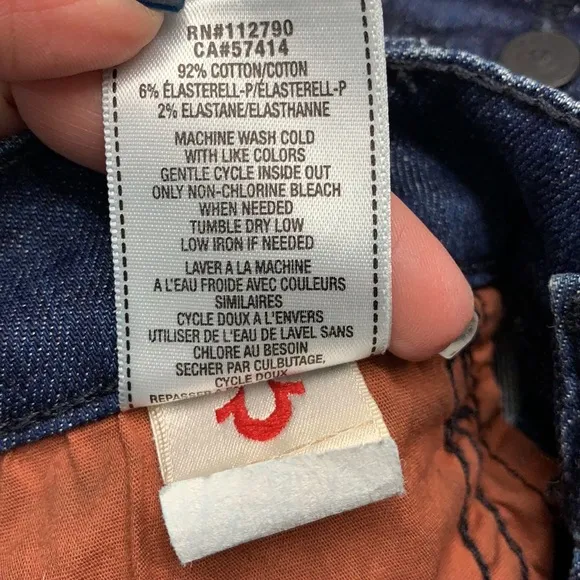 RN#112790
CA#57414
92% COTTON/COTON
6% ÉLASTERELL-P/ÉLASTERELL-P
2% ELASTANE/ELASTHANNE
MACHINE WASH COLD
WITH LIKE COLORS
GENTLE CYCLE INSIDE OUT
ONLY NON-CHLORINE BLEACH
WHEN NEEDED
TUMBLE DRY LOW
LOW IRON IF NEEDED
LAVER A LA MACHINE
A L'EAU FROIDE AVEC COULEURS
SIMILAIRES
CYCLE DOUX A L'ENVERS
UTILISER DE L'EAU DE LAVEL SANS
CHLORE AU BESOIN
SECHER PAR CULBUTAGE,
CYCLE DOUX
REPASSER